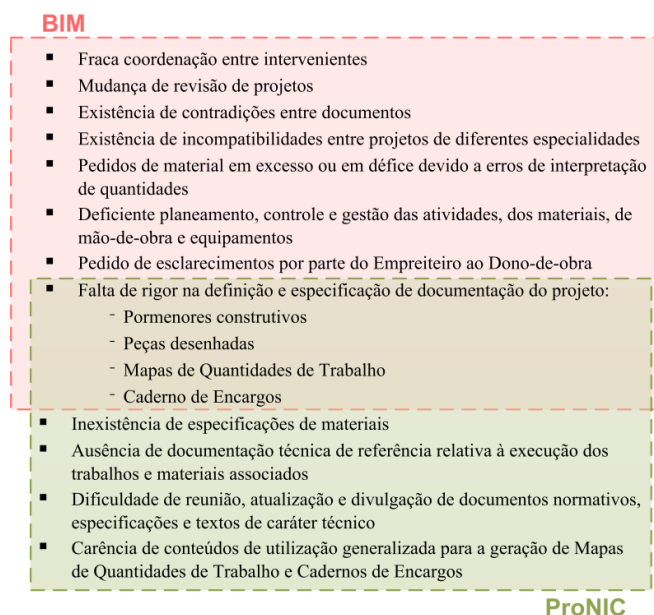 BIM
▪ Fraca coordenação entre intervenientes
▪ Mudança de revisão de projetos
▪ Existência de contradições entre documentos
▪ Existência de incompatibilidades entre projetos de diferentes especialidades
▪ Pedidos de material em excesso ou em défice devido a erros de interpretação
de quantidades
▪ Deficiente planeamento, controle e gestão das atividades, dos materiais, de
mão-de-obra e equipamentos
▪ Pedido de esclarecimentos por parte do Empreiteiro ao Dono-de-obra
▪ Falta de rigor na definição e especificação de documentação do projeto:
- Pormenores construtivos
- Peças desenhadas
- Mapas de Quantidades de Trabalho
- Caderno de Encargos
▪ Inexistência de especificações de materiais
▪ Ausência de documentação técnica de referência relativa à execução dos
trabalhos e materiais associados
▪ Dificuldade de reunião, atualização e divulgação de documentos normativos,
especificações e textos de caráter técnico
▪ Carência de conteúdos de utilização generalizada para a geração de Mapas
de Quantidades de Trabalho e Cadernos de Encargos
ProNIC